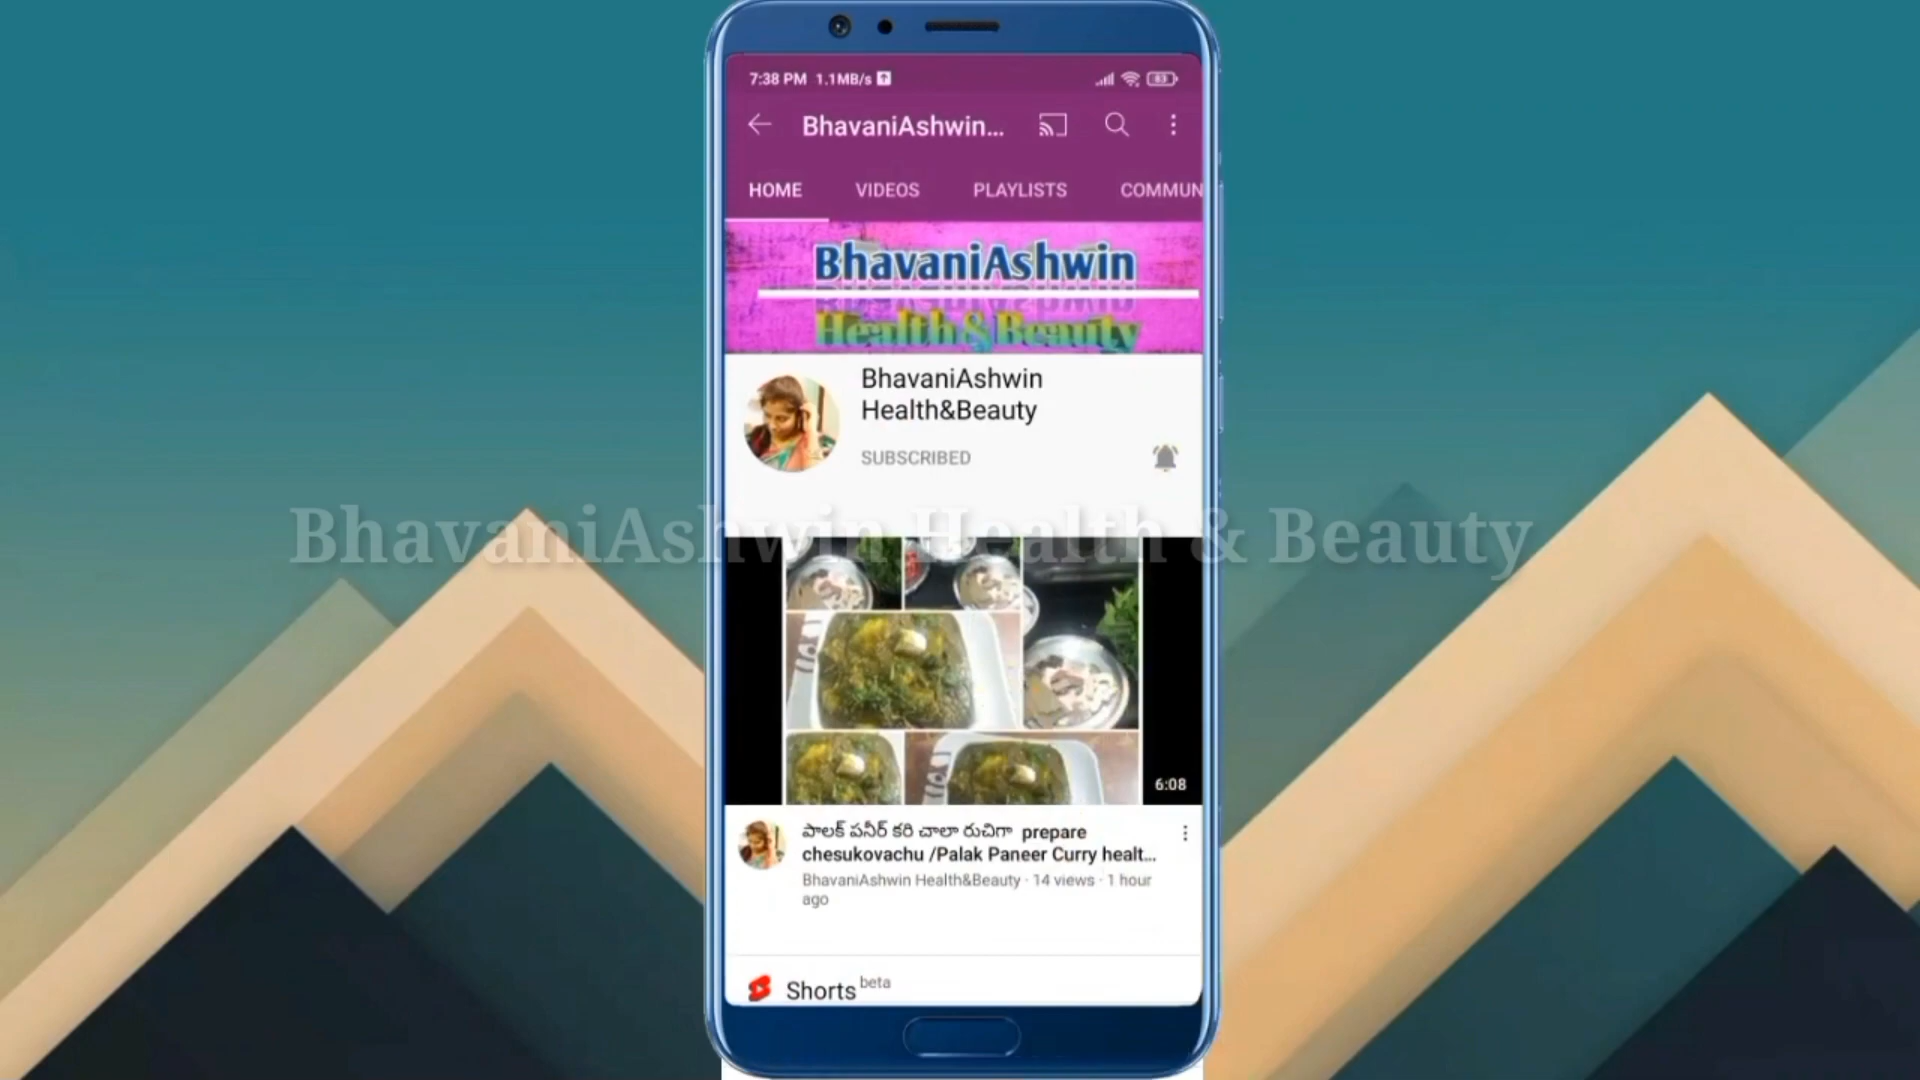 7:38 PM 1.1MB/s
83
BhavaniAshwin...
HOME VIDEOS PLAYLISTS COMMUN
BhavaniAshwin
Health & Beauty
BhavaniAshwin
Health&Beauty
SUBSCRIBED
BhavaniAshwin Health & Beauty
6:08
పాలక్ పనీర్ కరి చాలా రుచిగా prepare
chesukovachu /Palak Paneer Curry healt...
BhavaniAshwin Health&Beauty · 14 views · 1 hour
ago
Shorts beta